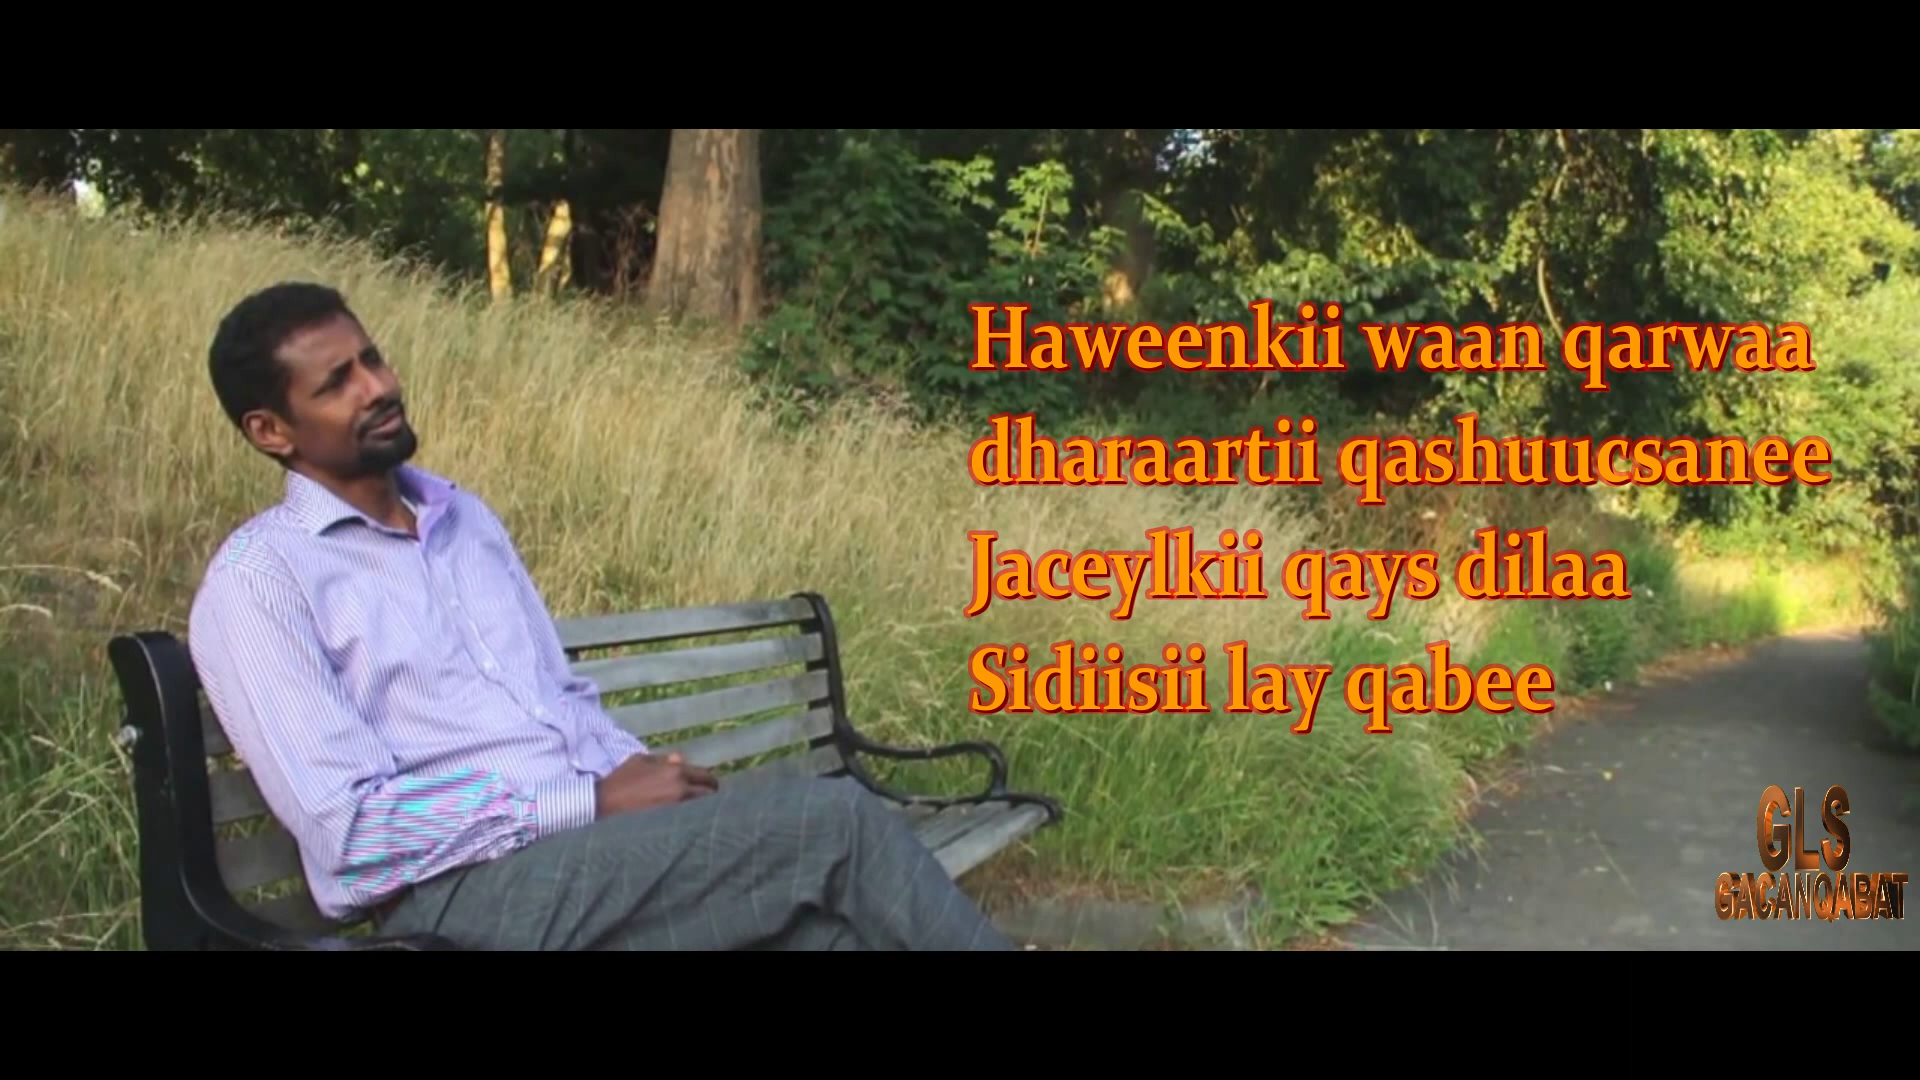 Haweenkii waan qarwaa
dharaartii qashuucsanee
Jaceylkii qays dilaa
Sidiisii lay qabee
GLS
GACANQABAT